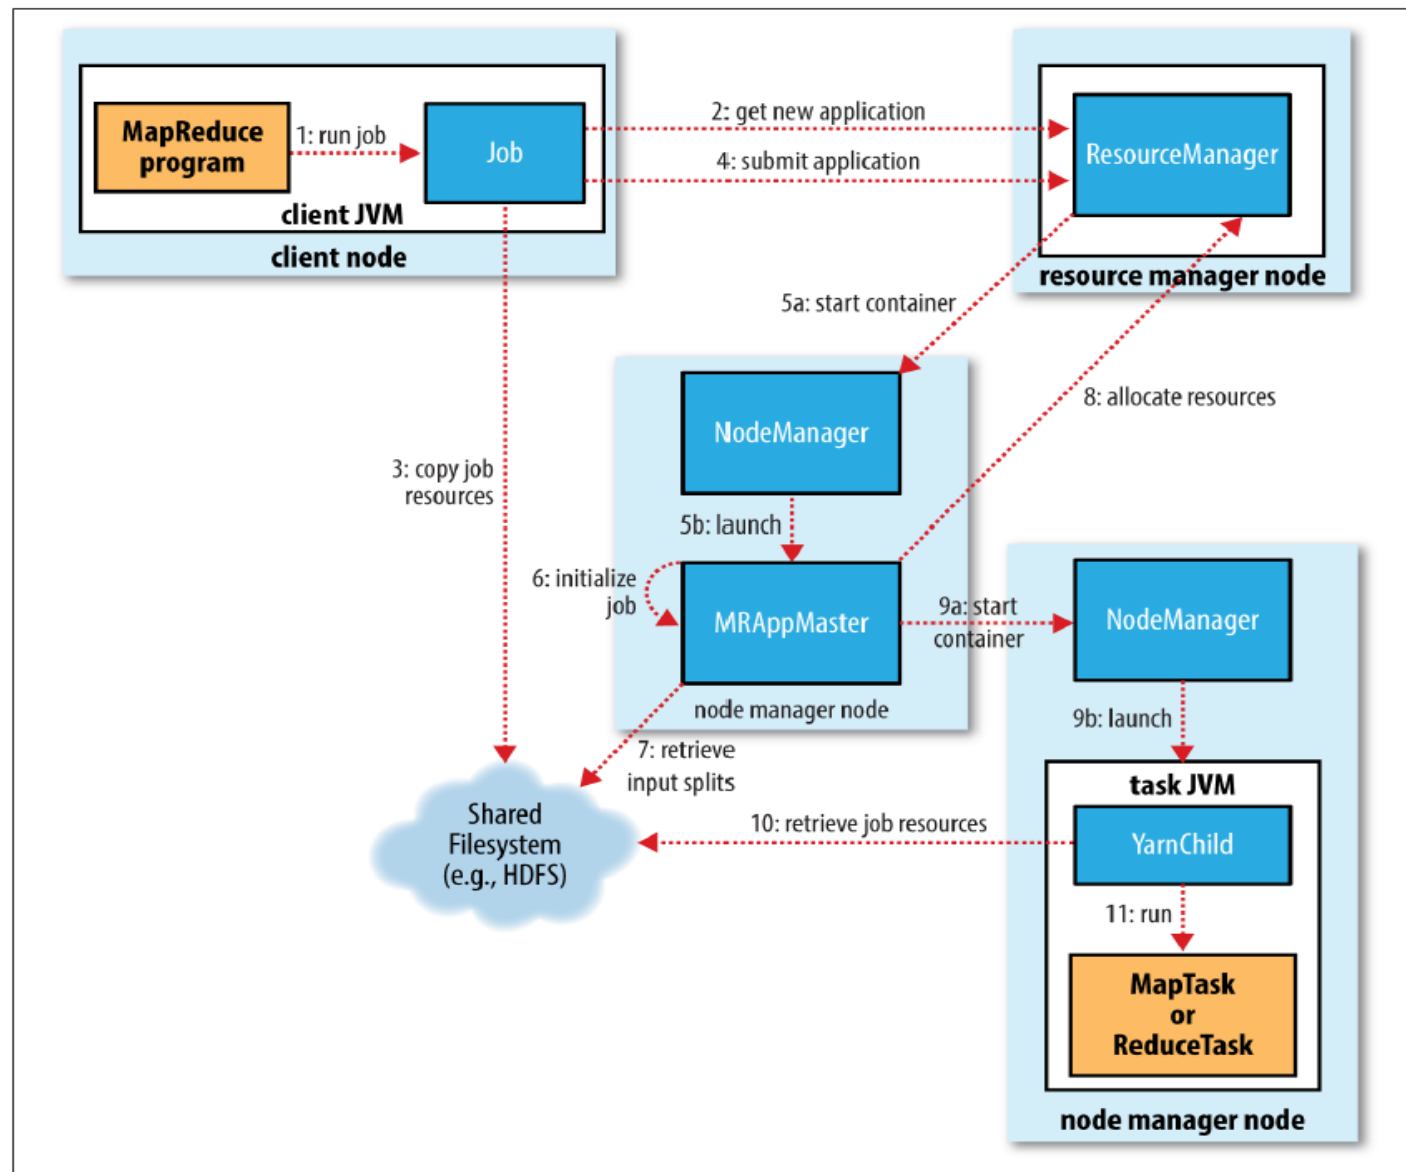 MapReduce
program
1: run job
Job
client JVM
client node
2: get new application
4: submit application
ResourceManager
resource manager node
5a: start container
8: allocate resources
3: copy job
resources
NodeManager
5b: launch
6: initialize
job
MRAppMaster
node manager node
9a: start
container
NodeManager
9b: launch
7: retrieve
input splits
Shared
Filesystem
(e.g., HDFS)
10: retrieve job resources
task JVM
YarnChild
11: run
MapTask
or
ReduceTask
node manager node